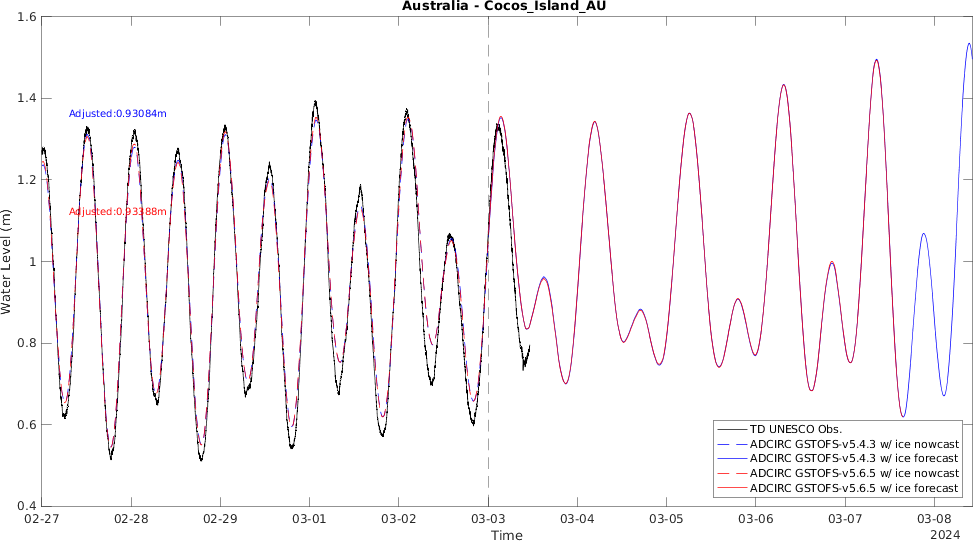 Australia - Cocos_Island_AU
1.6
1.4
1.2
1
0.8
0.6
0.4
Water Level (m)
Adjusted:0.93084m
Adjusted:0.93388m
TD UNESCO Obs.
ADCIRC GSTOFS-v5.4.3 w/ ice nowcast
ADCIRC GSTOFS-v5.4.3 w/ ice forecast
ADCIRC GSTOFS-v5.6.5 w/ ice nowcast
ADCIRC GSTOFS-v5.6.5 w/ ice forecast
02-27 02-28 02-29 03-01 03-02 03-03 03-04 03-05 03-06 03-07 03-08
Time
2024